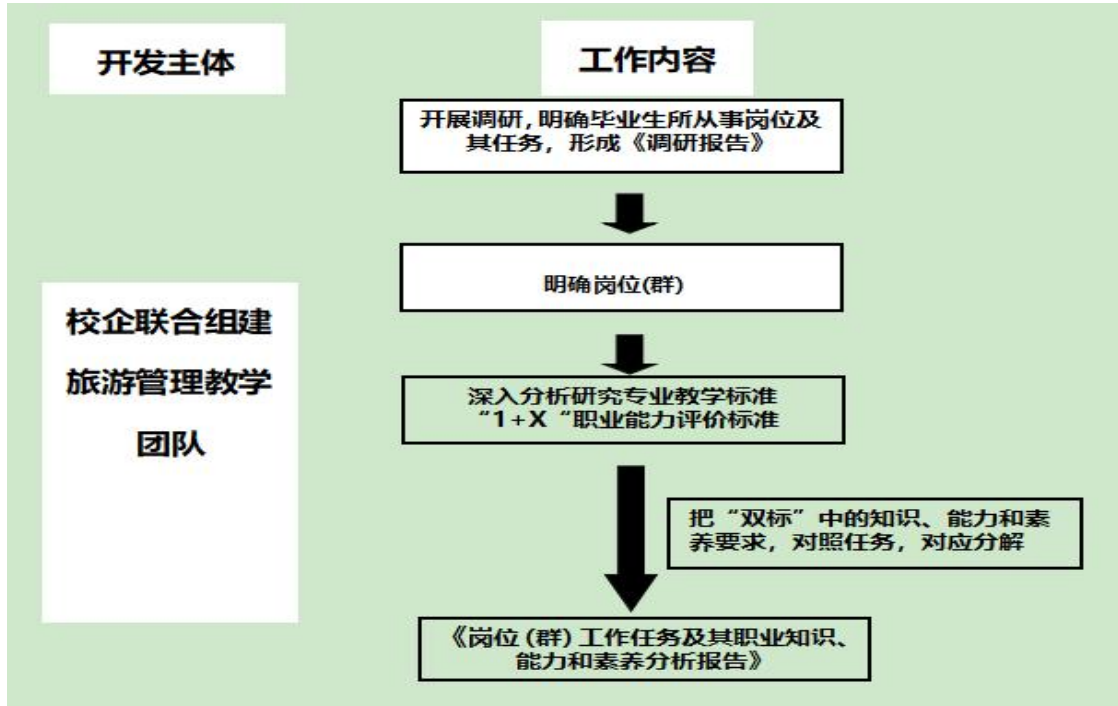 开发主体
工作内容
开展调研,明确毕业生所从事岗位及
其任务，形成《调研报告》
明确岗位(群)
校企联合组建
旅游管理教学
团队
深入分析研究专业教学标准
“1+X“职业能力评价标准
把“双标”中的知识、能力和素
养要求，对照任务，对应分解
《岗位(群)工作任务及其职业知识、
能力和素养分析报告》